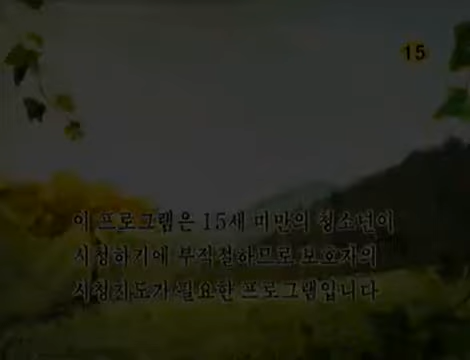 15
이 프로그램은 15세 미만의 청소년이
시청하기에 부적절하므로 보호자의
시청지도가 필요한 프로그램입니다